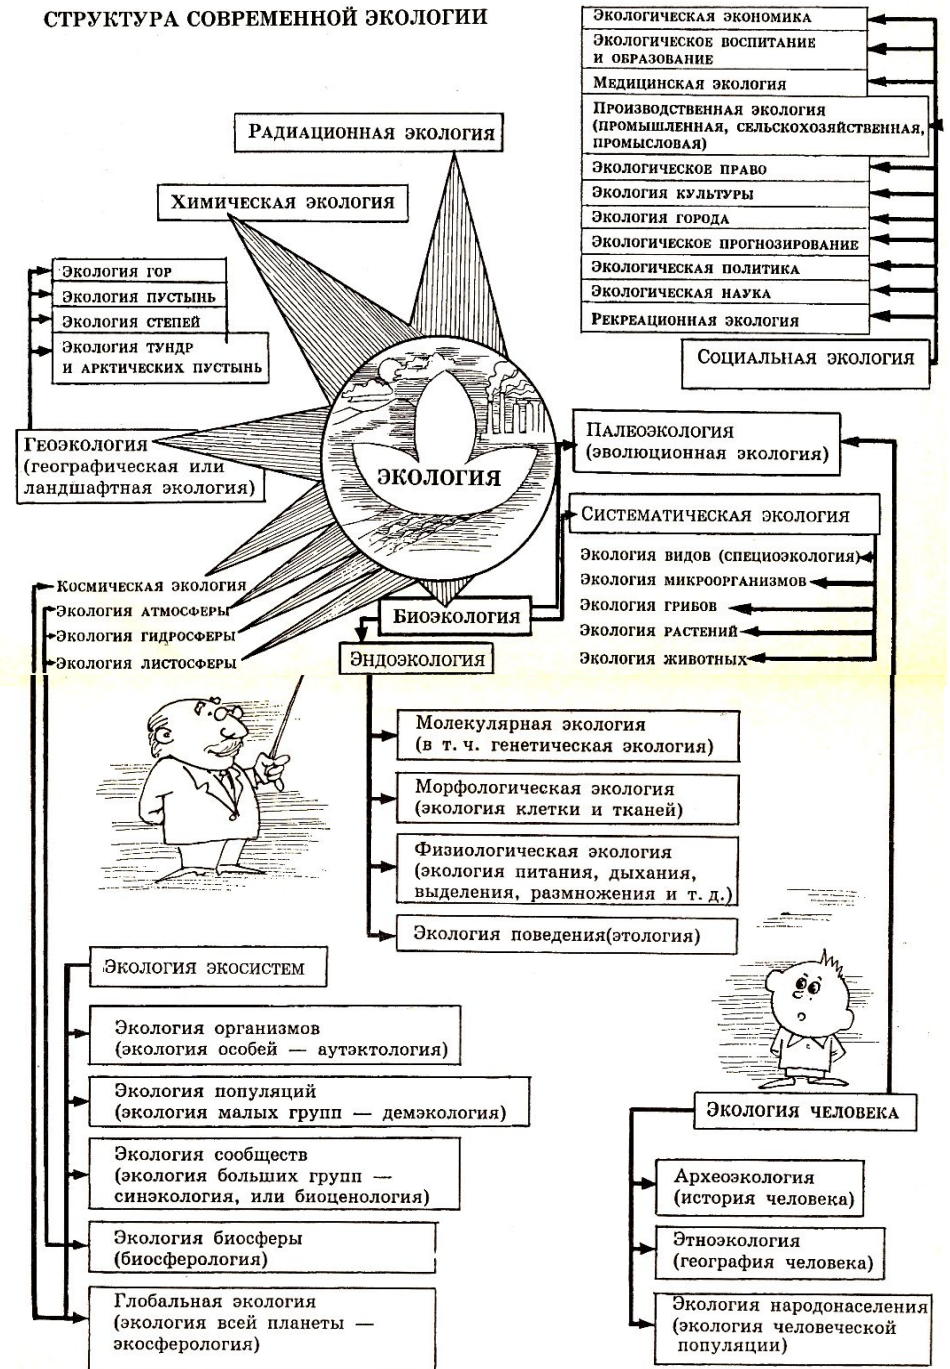 СТРУКТУРА СОВРЕМЕННОЙ ЭКОЛОГИИ
ЭКОЛОГИЧЕСКАЯ ЭКОНОМИКА
ЭКОЛОГИЧЕСКОЕ ВОСПИТАНИЕ
И ОБРАЗОВАНИЕ
МЕДИЦИНСКАЯ ЭКОЛОГИЯ
ПРОИЗВОДСТВЕННАЯ ЭКОЛОГИЯ
(ПРОМЫШЛЕННАЯ, СЕЛЬСКОХОЗЯЙСТВЕННАЯ,
ПРОМЫСЛОВАЯ)
ЭКОЛОГИЧЕСКОЕ ПРАВО
ЭКОЛОГИЯ КУЛЬТУРЫ
ЭКОЛОГИЯ ГОРОДА
ЭКОЛОГИЧЕСКОЕ ПРОГНОЗИРОВАНИЕ
ЭКОЛОГИЧЕСКАЯ ПОЛИТИКА
ЭКОЛОГИЧЕСКАЯ НАУКА
РЕКРЕАЦИОННАЯ ЭКОЛОГИЯ
СОЦИАЛЬНАЯ ЭКОЛОГИЯ
РАДИАЦИОННАЯ ЭКОЛОГИЯ
ХИМИЧЕСКАЯ ЭКОЛОГИЯ
ЭКОЛОГИЯ ГОР
ЭКОЛОГИЯ ПУСТЫНЬ
ЭКОЛОГИЯ СТЕПЕЙ
ЭКОЛОГИЯ ТУНДР
И АРКТИЧЕСКИХ ПУСТЫНЬ
ГЕОЭКОЛОГИЯ
(географическая или
ландшафтная экология)
ЭКОЛОГИЯ
ПАЛЕОЭКОЛОГИЯ
(эволюционная экология)
СИСТЕМАТИЧЕСКАЯ ЭКОЛОГИЯ
ЭКОЛОГИЯ ВИДОВ (СПЕЦИОЭКОЛОГИЯ)
ЭКОЛОГИЯ МИКРООРГАНИЗМОВ
ЭКОЛОГИЯ ГРИБОВ
ЭКОЛОГИЯ РАСТЕНИЙ
ЭКОЛОГИЯ ЖИВОТНЫХ
КОСМИЧЕСКАЯ ЭКОЛОГИЯ
ЭКОЛОГИЯ АТМОСФЕРЫ
ЭКОЛОГИЯ ГИДРОСФЕРЫ
ЭКОЛОГИЯ ЛИСТОСФЕРЫ
БИОЭКОЛОГИЯ
ЭНДОЭКОЛОГИЯ
Молекулярная экология
(в т. ч. генетическая экология)
Морфологическая экология
(экология клетки и тканей)
Физиологическая экология
(экология питания, дыхания,
выделения, размножения и т. д.)
Экология поведения(этология)
ЭКОЛОГИЯ ЭКОСИСТЕМ
Экология организмов
(экология особей — аутэктология)
Экология популяций
(экология малых групп — демэкология)
Экология сообществ
(экология больших групп —
синэкология, или биоценология)
Экология биосферы
(биосферология)
Глобальная экология
(экология всей планеты —
экосферология)
ЭКОЛОГИЯ ЧЕЛОВЕКА
Археоэкология
(история человека)
Этноэкология
(география человека)
Экология народонаселения
(экология человеческой
популяции)